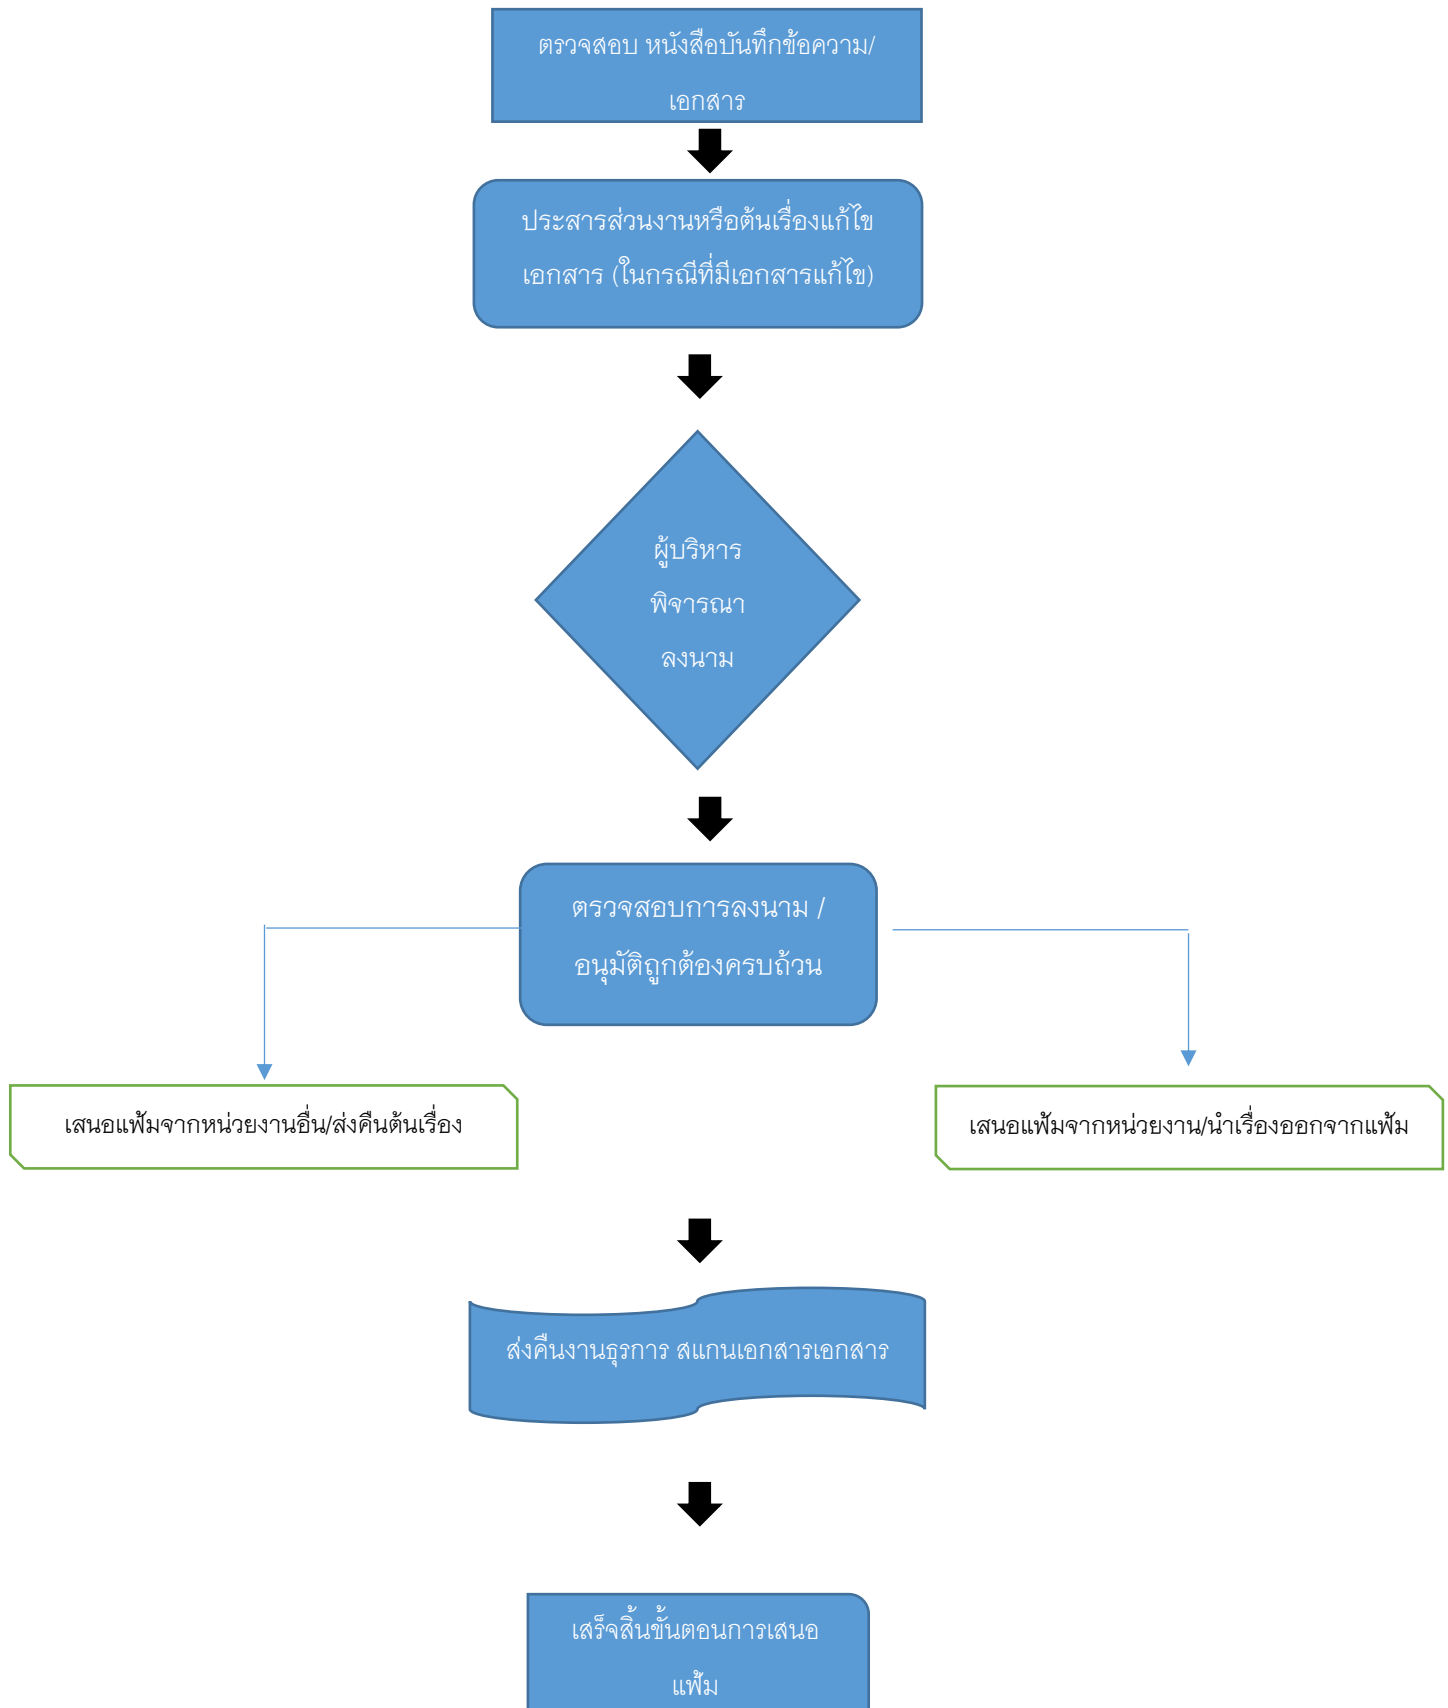 ตรวจสอบ หนังสือบันทึกข้อความ/
เอกสาร
ประสารส่วนงานหรือต้นเรื่องแก้ไข
เอกสาร (ในกรณีที่มีเอกสารแก้ไข)
ผู้บริหาร
พิจารณา
ลงนาม
ตรวจสอบการลงนาม /
อนุมัติถูกต้องครบถ้วน
เสนอแฟ้มจากหน่วยงานอื่น/ส่งคืนต้นเรื่อง
เสนอแฟ้มจากหน่วยงาน/นำเรื่องออกจากแฟ้ม
ส่งคืนงานธุรการ สแกนเอกสารเอกสาร
เสร็จสิ้นขั้นตอนการเสนอ
แฟ้ม